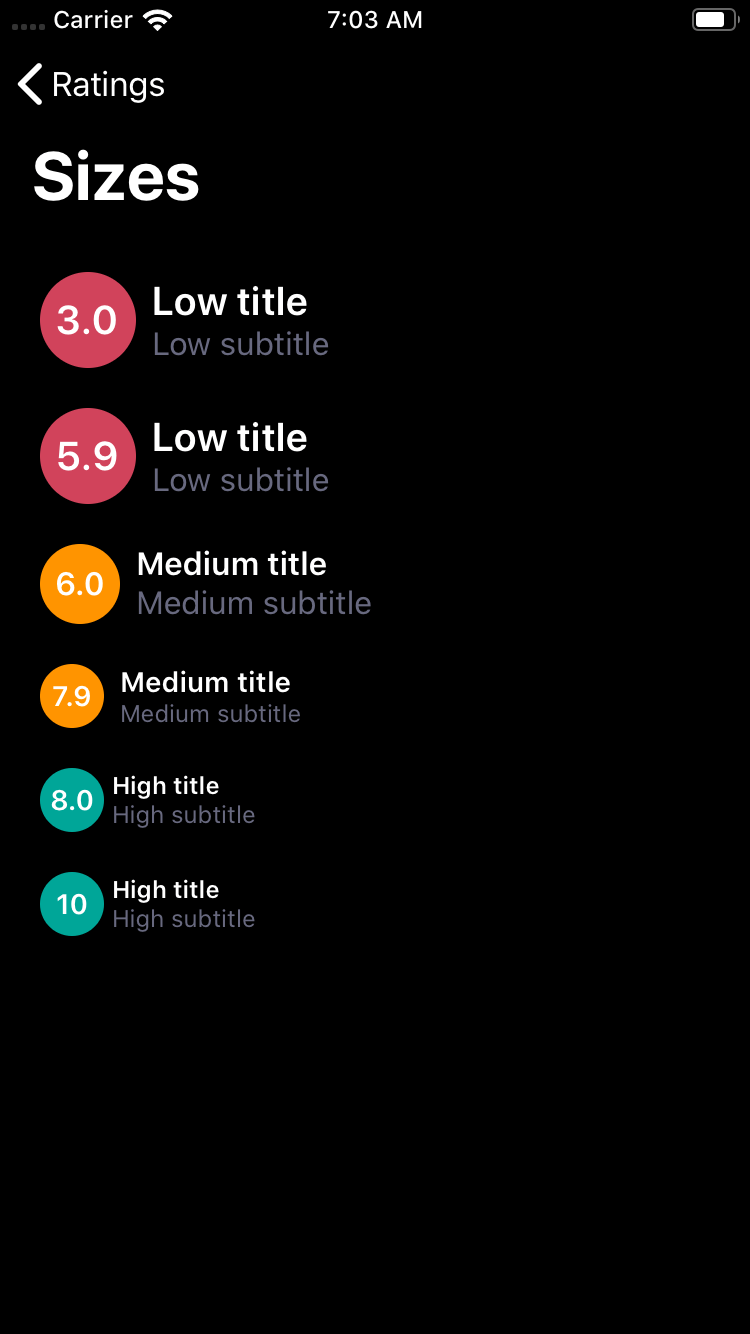 Carrier 7:03 AM
Ratings
Sizes
3.0 Low title
Low subtitle
5.9 Low title
Low subtitle
6.0 Medium title
Medium subtitle
7.9 Medium title
Medium subtitle
8.0 High title
High subtitle
10 High title
High subtitle